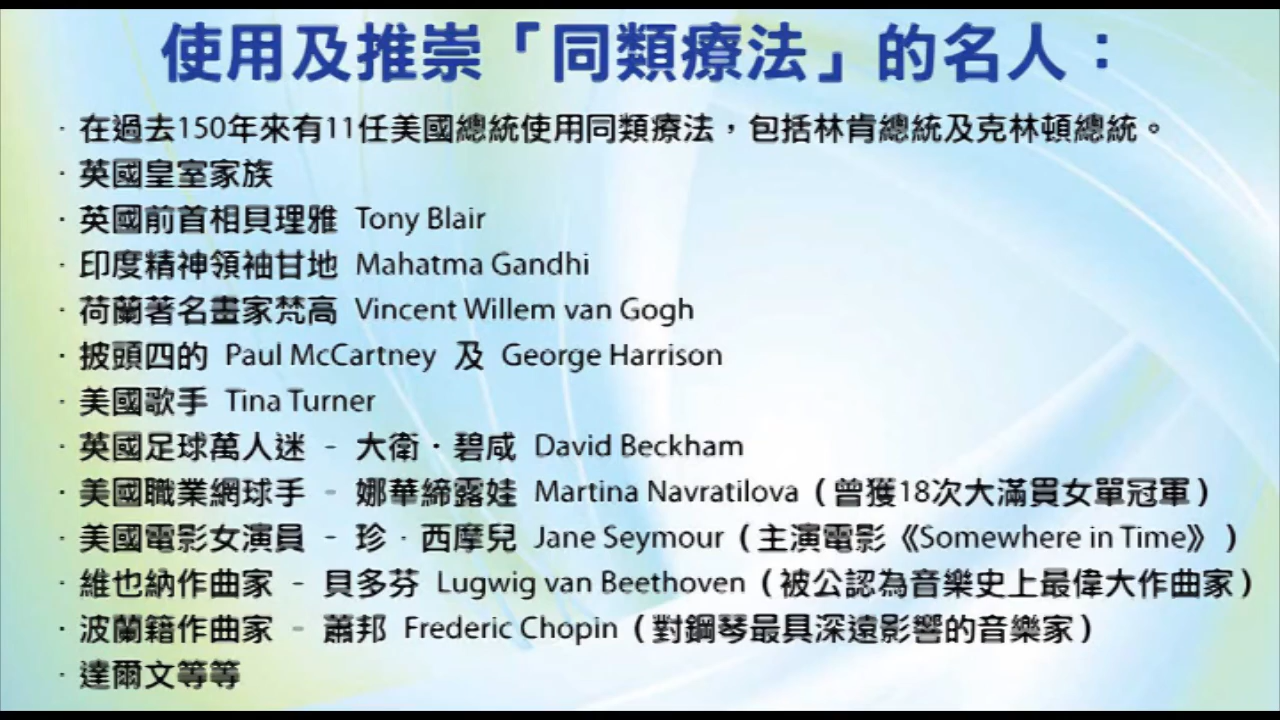 使用及推崇「同類療法」的名人：
· 在過去150年來有11任美國總統使用同類療法，包括林肯總統及克林頓總統。
· 英國皇室家族
· 英國前首相貝理雅 Tony Blair
· 印度精神領袖甘地 Mahatma Gandhi
· 荷蘭著名畫家梵高 Vincent Willem van Gogh
· 披頭四的 Paul McCartney 及 George Harrison
· 美國歌手 Tina Turner
· 英國足球萬人迷 - 大衛·碧咸 David Beckham
· 美國職業網球手 - 娜華締露娃 Martina Navratilova（曾獲18次大滿貫女單冠軍）
· 美國電影女演員 - 珍·西摩兒 Jane Seymour（主演電影《Somewhere in Time》）
· 維也納作曲家 - 貝多芬 Lugwig van Beethoven（被公認為音樂史上最偉大作曲家）
· 波蘭籍作曲家 - 蕭邦 Frederic Chopin（對鋼琴最具深遠影響的音樂家）
· 達爾文等等